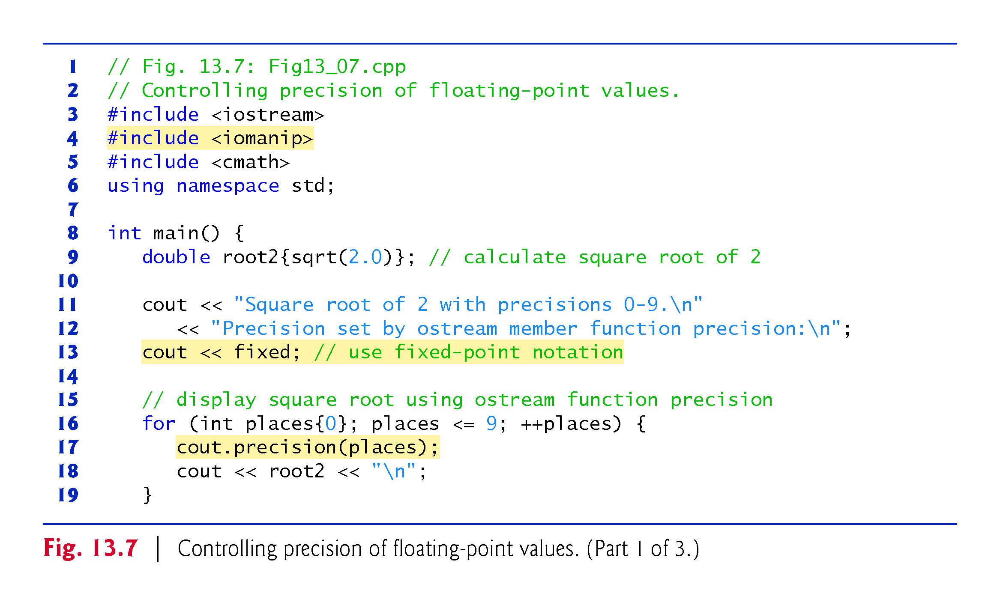 1 // Fig. 13.7: Fig13_07.cpp
2 // Controlling precision of floating-point values.
3 #include <iostream>
4 #include <iomanip>
5 #include <cmath>
6 using namespace std;
7
8 int main() {
9    double root2{sqrt(2.0)}; // calculate square root of 2
10
11    cout << "Square root of 2 with precisions 0-9.\n"
12       << "Precision set by ostream member function precision:\n";
13    cout << fixed; // use fixed-point notation
14
15    // display square root using ostream function precision
16    for (int places{0}; places <= 9; ++places) {
17       cout.precision(places);
18       cout << root2 << "\n";
19    }
Fig. 13.7 | Controlling precision of floating-point values. (Part 1 of 3.)